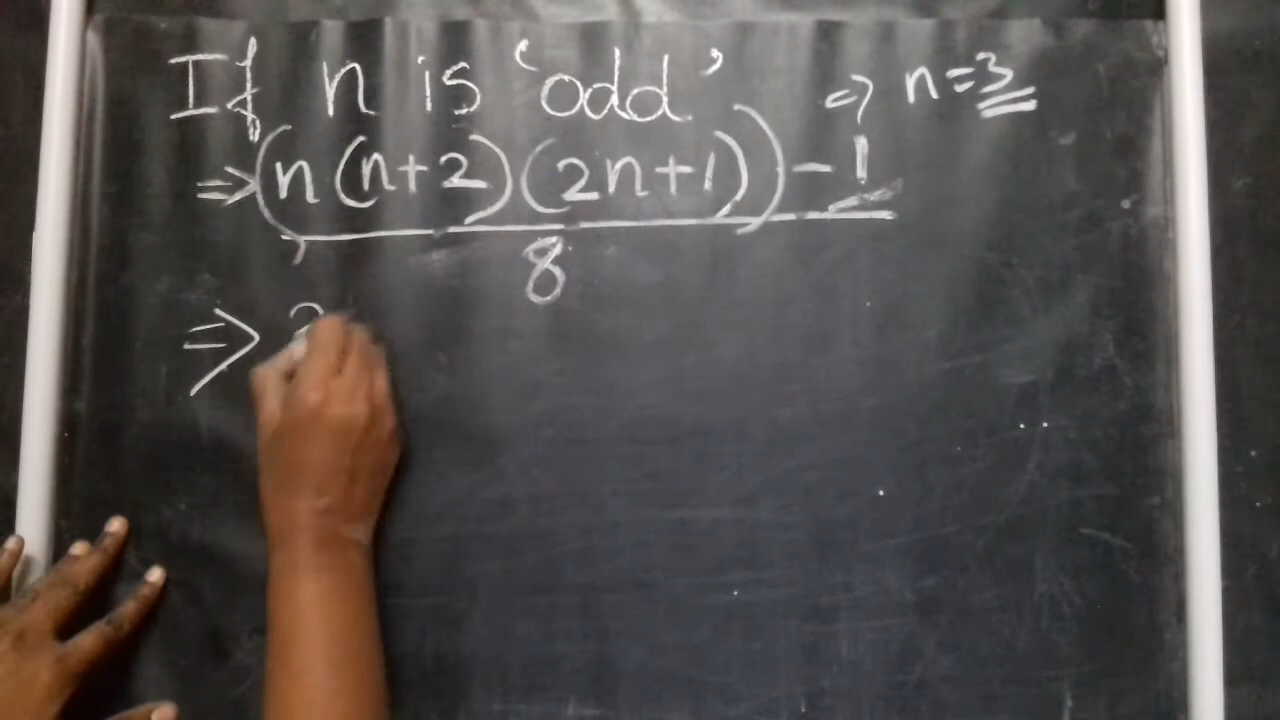 If n is 'odd' => n=3
=> (n(n+2)(2n+1)) - 1
8
=>